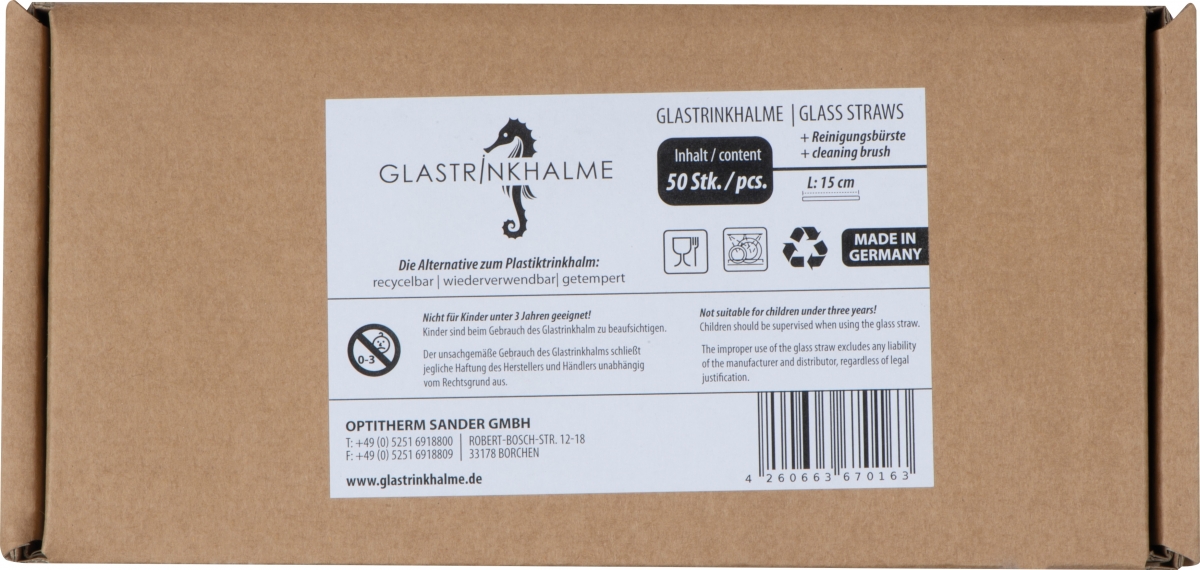 GLASTRINKHALME
Die Alternative zum Plastiktrinkhalm:
recycelbar | wiederverwendbar| getempert
GLASTRINKHALME | GLASS STRAWS
Inhalt / content
50 Stk. / pcs.
+ Reinigungsbürste
+ cleaning brush
L: 15 cm
MADE IN
GERMANY
0-3
Nicht für Kinder unter 3 Jahren geeignet!
Kinder sind beim Gebrauch des Glastrinkhalm zu beaufsichtigen.
Der unsachgemäße Gebrauch des Glastrinkhalms schließt
jegliche Haftung des Herstellers und Händlers unabhängig
vom Rechtsgrund aus.
Not suitable for children under three years!
Children should be supervised when using the glass straw.
The improper use of the glass straw excludes any liability
of the manufacturer and distributor, regardless of legal
justification.
OPTITHERM SANDER GMBH
T: +49 (0) 5251 6918800 | ROBERT-BOSCH-STR. 12-18
F: +49 (0) 5251 6918809 | 33178 BORCHEN
www.glastrinkhalme.de
4 260663 670163